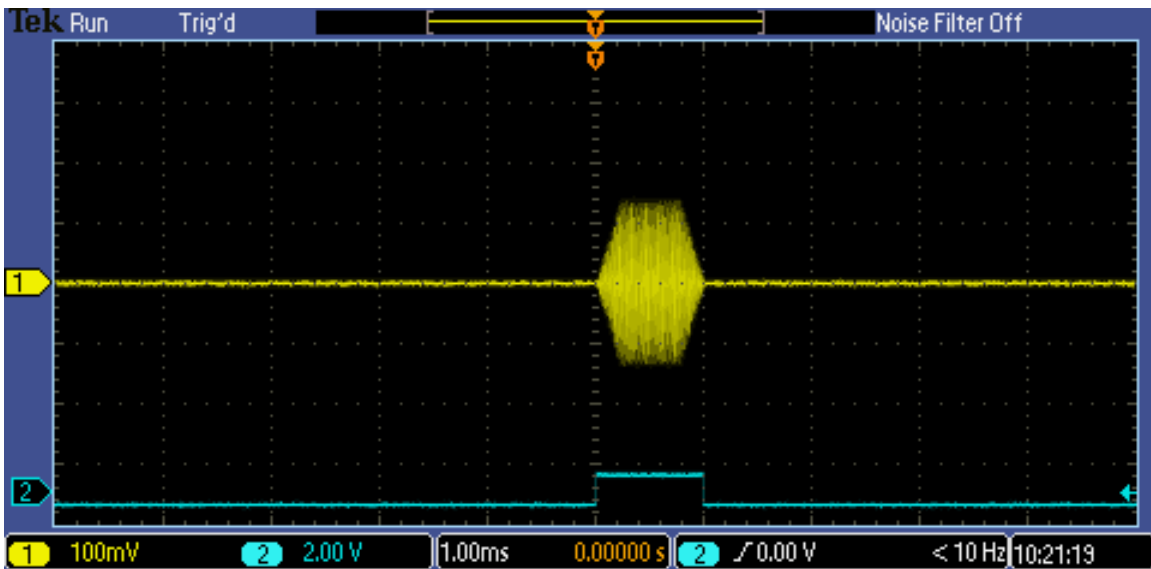 Tek Run Trig'd Noise Filter Off
T
T
1
2
1 100mV 2 2.00 V 1.00ms 0.00000 s 2 0.00 V < 10 Hz 10:21:19